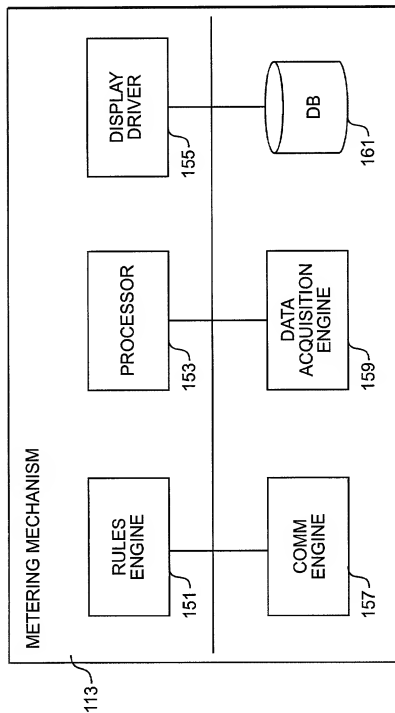 METERING MECHANISM
113
RULES
ENGINE
151
PROCESSOR
153
DISPLAY
DRIVER
155
COMM
ENGINE
157
DATA
ACQUISITION
ENGINE
159
DB
161